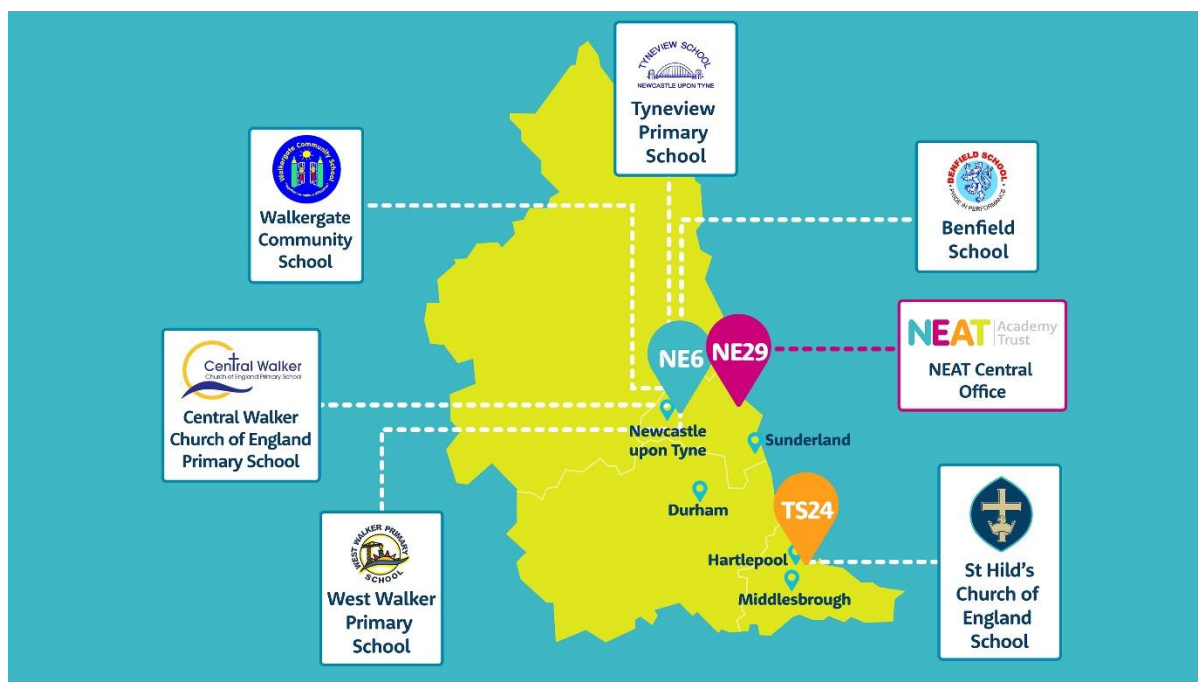 TYNEVIEW SCHOOL
NEWCASTLE UPON TYNE
Tyneview
Primary
School
Walkergate Community School
Walkergate
Community
School
BENFIELD SCHOOL
PRIDE IN PERFORMANCE
Benfield
School
NE6
NE29
NEAT
Academy
Trust
NEAT Central
Office
Central Walker
Church of England Primary School
Central Walker
Church of England
Primary School
Newcastle
upon Tyne
Sunderland
Durham
TS24
Hartlepool
Middlesbrough
WEST WALKER PRIMARY
SCHOOL
West Walker
Primary
School
St Hild's
Church of
England
School